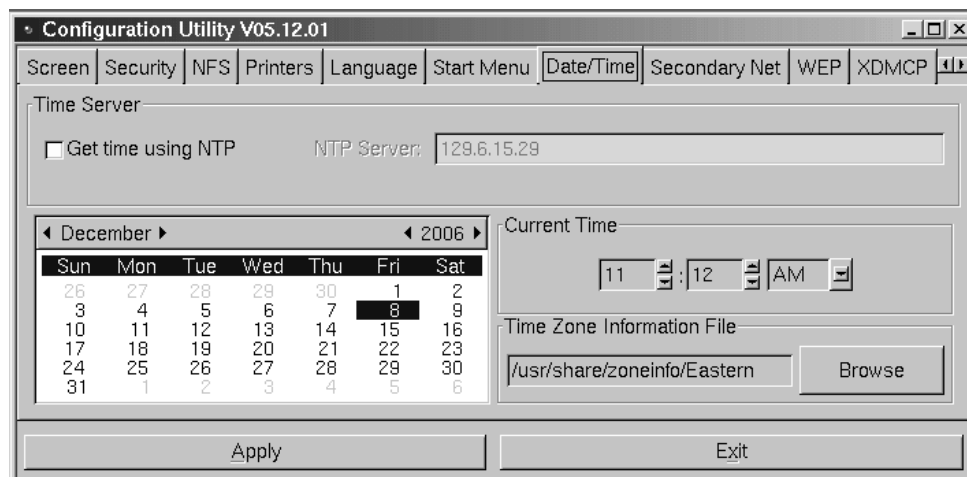 Configuration Utility V05.12.01
Screen Security NFS Printers Language Start Menu Date/Time Secondary Net WEP XDMCP
Time Server
Get time using NTP NTP Server: 129.6.15.29
December 2006
Sun Mon Tue Wed Thu Fri Sat
26 27 28 29 30 1 2
3 4 5 6 7 8 9
10 11 12 13 14 15 16
17 18 19 20 21 22 23
24 25 26 27 28 29 30
31 1 2 3 4 5 6
Current Time
11 : 12 AM
Time Zone Information File
/usr/share/zoneinfo/Eastern Browse
Apply Exit